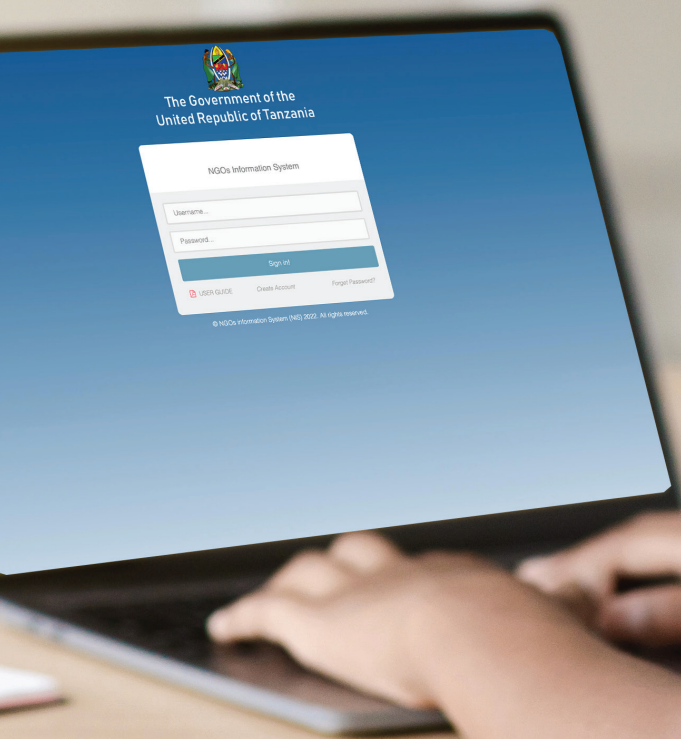 The Government of the
United Republic of Tanzania
NGOs Information System
Username...
Password...
Sign in!
USER GUIDE Create Account Forget Password?
© NGOs information System (NIS) 2022. All rights reserved.